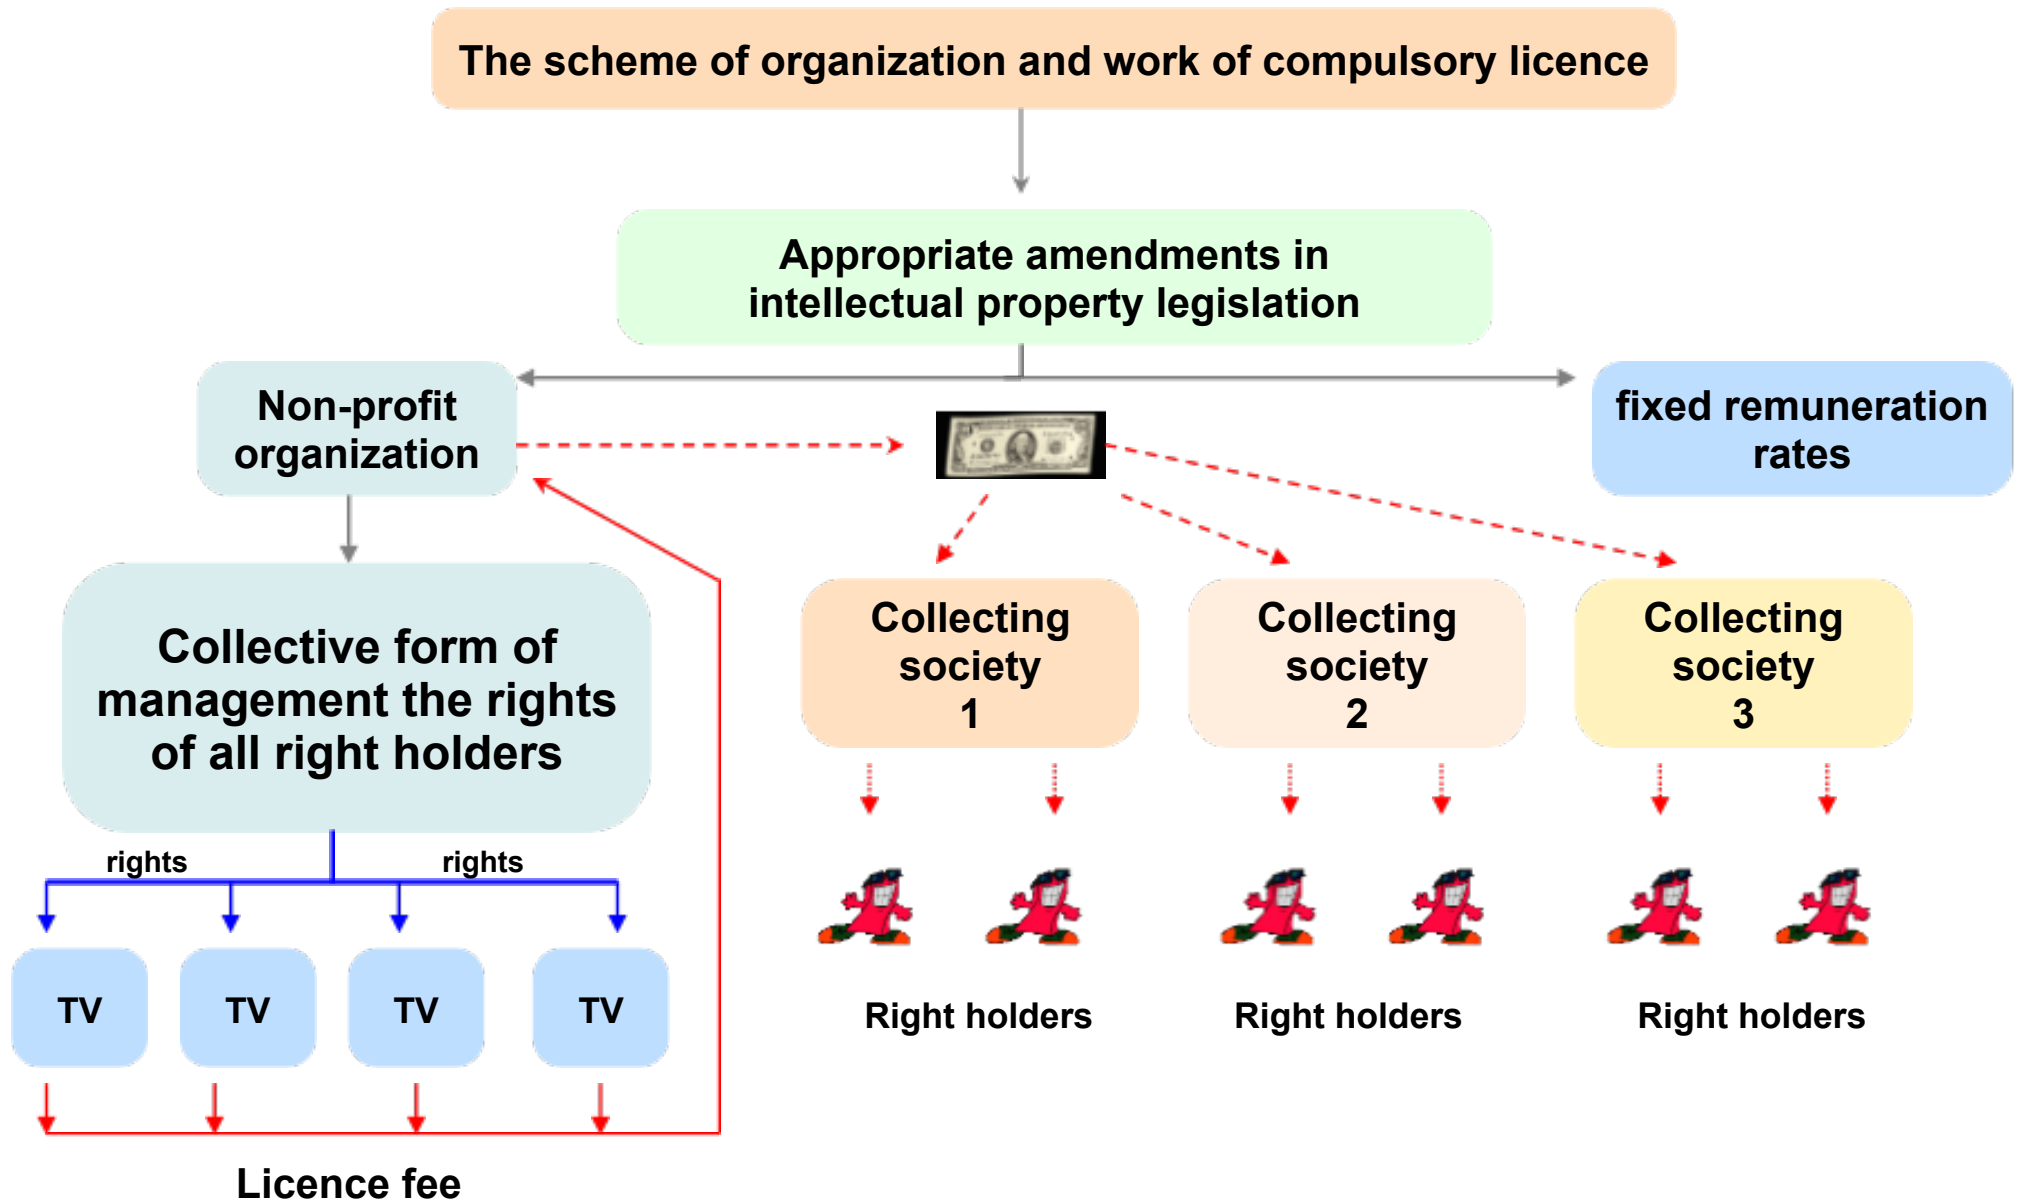 The scheme of organization and work of compulsory licence
Appropriate amendments in
intellectual property legislation
Non-profit
organization
fixed remuneration
rates
Collective form of
management the rights
of all right holders
Collecting
society
1
Collecting
society
2
Collecting
society
3
rights
rights
TV
TV
TV
TV
Right holders
Right holders
Right holders
Licence fee